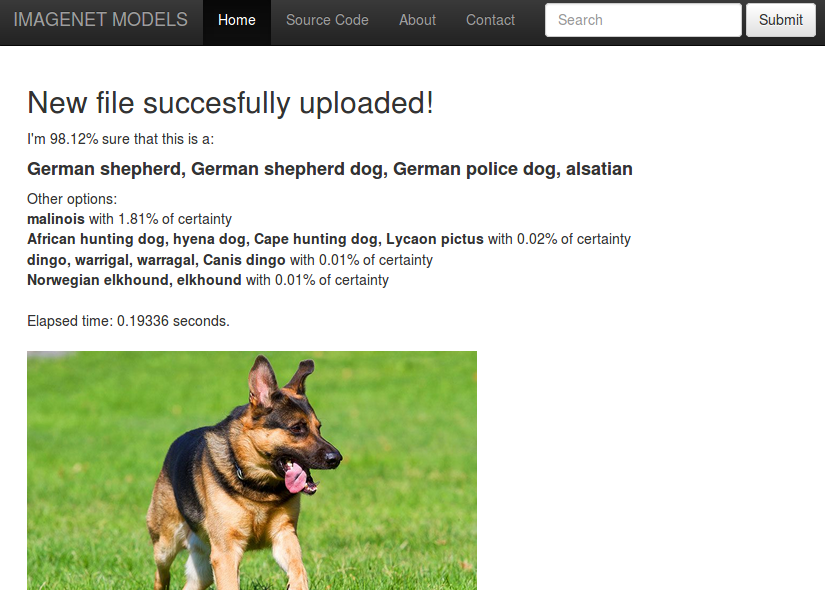 IMAGENET MODELS Home Source Code About Contact Search Submit
New file succesfully uploaded!
I'm 98.12% sure that this is a:
German shepherd, German shepherd dog, German police dog, alsatian
Other options:
malinois with 1.81% of certainty
African hunting dog, hyena dog, Cape hunting dog, Lycaon pictus with 0.02% of certainty
dingo, warrigal, warragal, Canis dingo with 0.01% of certainty
Norwegian elkhound, elkhound with 0.01% of certainty
Elapsed time: 0.19336 seconds.